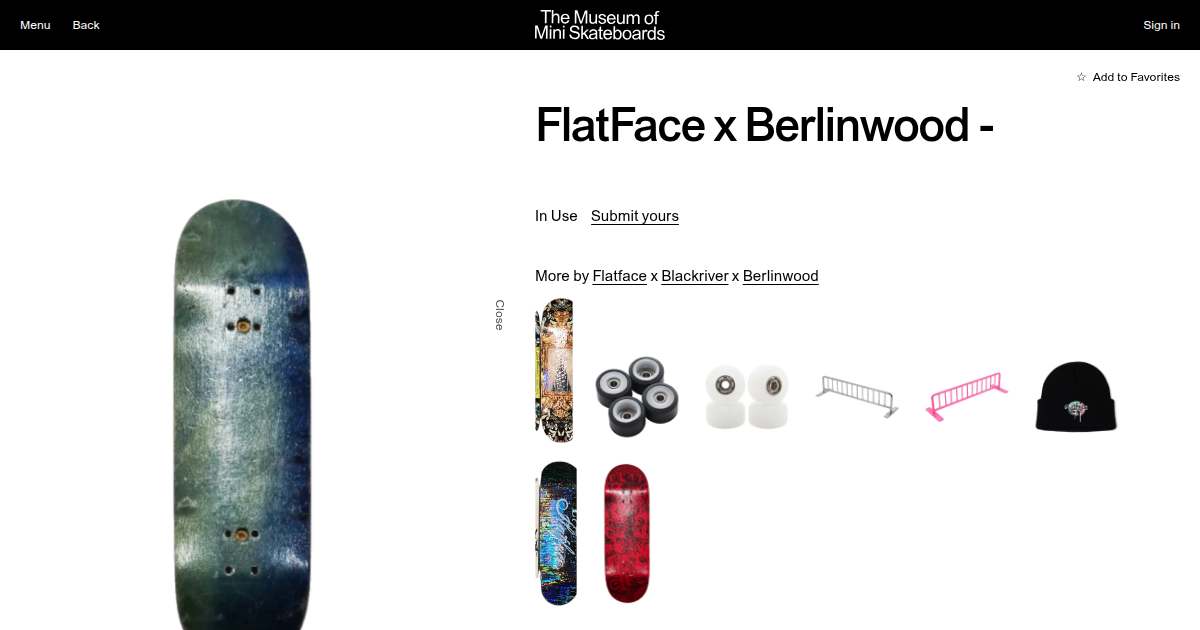 Menu Back
The Museum of
Mini Skateboards
Sign in
☆ Add to Favorites
FlatFace x Berlinwood -
In Use Submit yours
More by Flatface x Blackriver x Berlinwood
Close